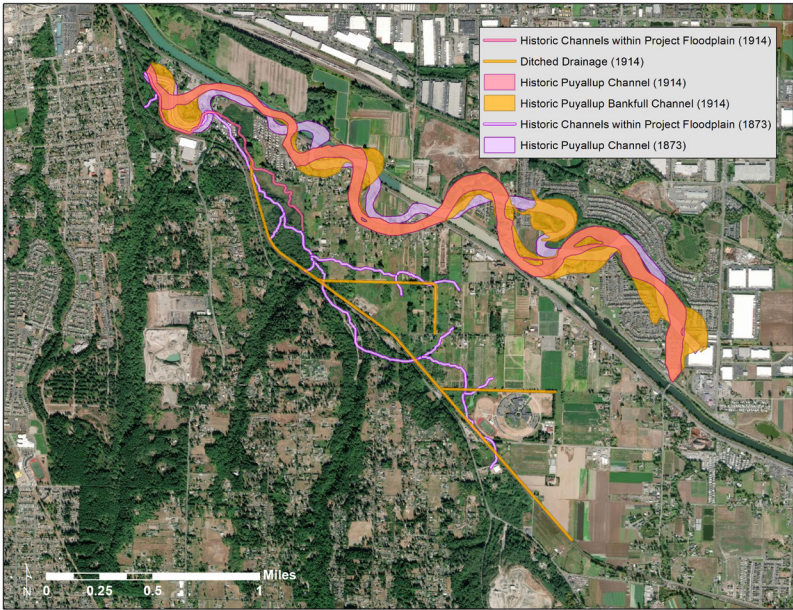 Historic Channels within Project Floodplain (1914)
Ditched Drainage (1914)
Historic Puyallup Channel (1914)
Historic Puyallup Bankfull Channel (1914)
Historic Channels within Project Floodplain (1873)
Historic Puyallup Channel (1873)
N
Miles
0 0.25 0.5 1